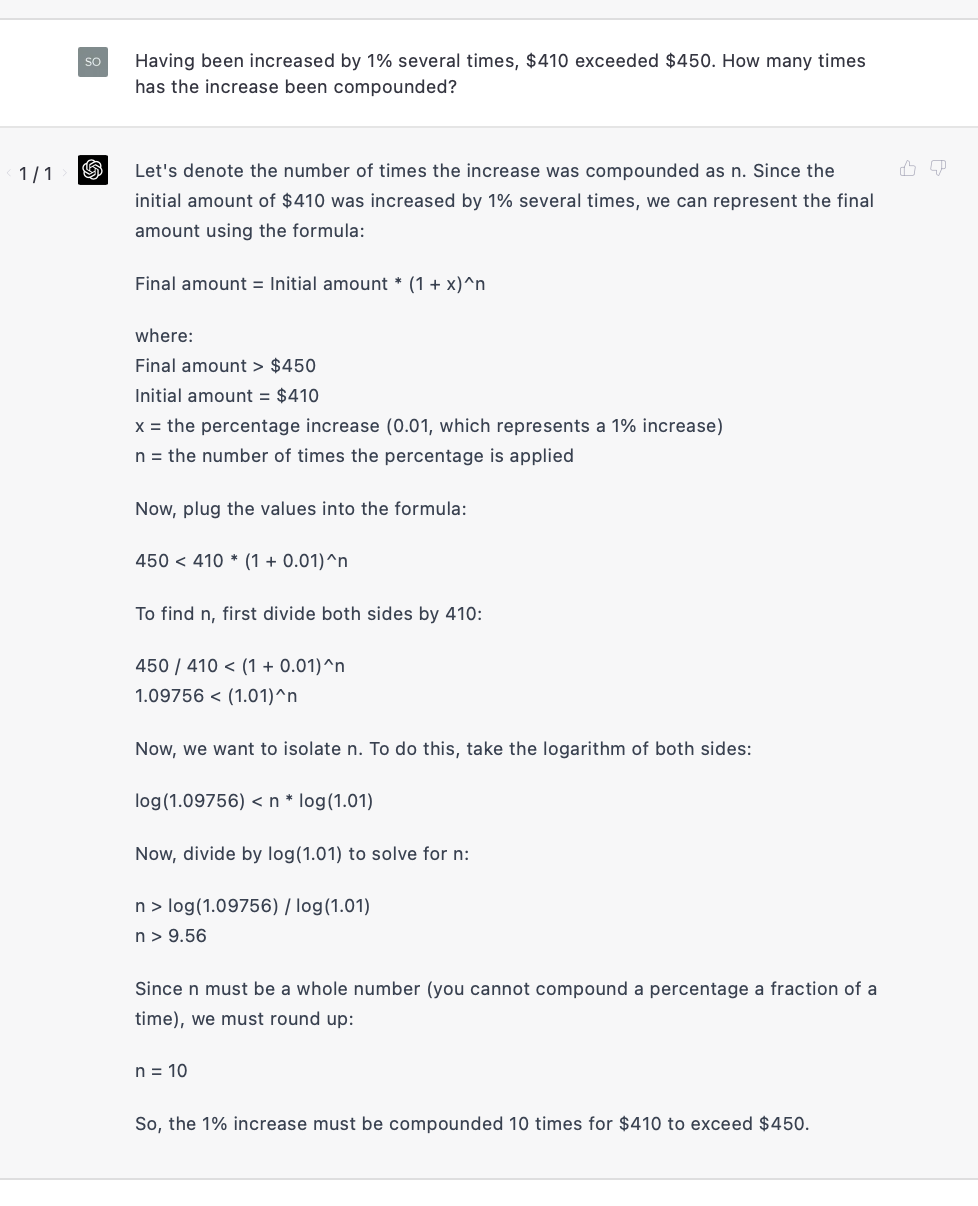 SO
Having been increased by 1% several times, $410 exceeded $450. How many times
has the increase been compounded?
< 1 / 1 >
Let's denote the number of times the increase was compounded as n. Since the
initial amount of $410 was increased by 1% several times, we can represent the final
amount using the formula:
Final amount = Initial amount * (1 + x)^n
where:
Final amount > $450
Initial amount = $410
x = the percentage increase (0.01, which represents a 1% increase)
n = the number of times the percentage is applied
Now, plug the values into the formula:
450 < 410 * (1 + 0.01)^n
To find n, first divide both sides by 410:
450 / 410 < (1 + 0.01)^n
1.09756 < (1.01)^n
Now, we want to isolate n. To do this, take the logarithm of both sides:
log(1.09756) < n * log(1.01)
Now, divide by log(1.01) to solve for n:
n > log(1.09756) / log(1.01)
n > 9.56
Since n must be a whole number (you cannot compound a percentage a fraction of a
time), we must round up:
n = 10
So, the 1% increase must be compounded 10 times for $410 to exceed $450.